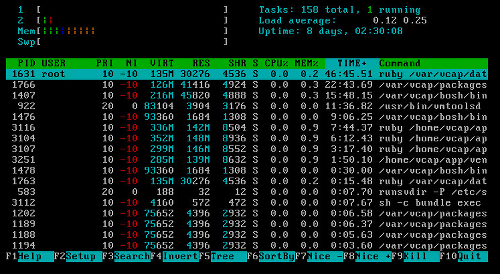 1 [ Tasks: 158 total, 1 running
2 [ Load average: 0.12 0.25
Mem[ Uptime: 8 days, 02:30:08
Swp[
PID USER PRI NI VIRT RES SHR S CPU% MEM% TIME+ Command
1631 root 10 -10 135M 30276 4536 S 0.0 0.2 46:45.51 ruby /var/vcap/dat
1766 10 -10 126M 41416 4924 S 0.0 0.3 22:43.69 /var/vcap/packages
1407 10 -10 216M 45820 4888 S 0.0 0.3 15:48.15 /var/vcap/bosh/bin
922 20 0 83104 3904 3176 S 0.0 0.0 11:36.82 /usr/bin/vmtoolsd
1476 10 -10 93360 1684 1308 S 0.0 0.0 9:06.25 /var/vcap/bosh/bin
3116 10 -10 336M 142M 8504 S 0.0 0.9 7:44.37 ruby /home/vcap/ap
3104 10 -10 352M 148M 8936 S 0.0 0.9 6:12.43 ruby /home/vcap/ap
3107 10 -10 299M 146M 8552 S 0.0 0.9 3:17.40 ruby /home/vcap/ap
3251 10 -10 285M 139M 8632 S 0.0 0.9 1:50.10 /home/vcap/app/ven
1478 10 -10 93360 1684 1308 S 0.0 0.0 0:30.00 /var/vcap/bosh/bin
1763 10 -10 135M 30276 4536 S 0.0 0.2 0:15.48 ruby /var/vcap/dat
583 20 0 188 32 12 S 0.0 0.0 0:07.70 runsvdir -P /etc/s
3112 10 -10 4160 572 472 S 0.0 0.0 0:07.67 sh -c bundle exec
1202 10 -10 75652 4396 2932 S 0.0 0.0 0:06.58 /var/vcap/packages
1189 10 -10 75652 4396 2932 S 0.0 0.0 0:06.37 /var/vcap/packages
1188 10 -10 75652 4396 2932 S 0.0 0.0 0:05.06 /var/vcap/packages
1194 10 -10 75652 4396 2932 S 0.0 0.0 0:03.60 /var/vcap/packages
F1Help F2Setup F3SearchF4InvertF5Tree F6SortByF7Nice -F8Nice +F9Kill F10Quit